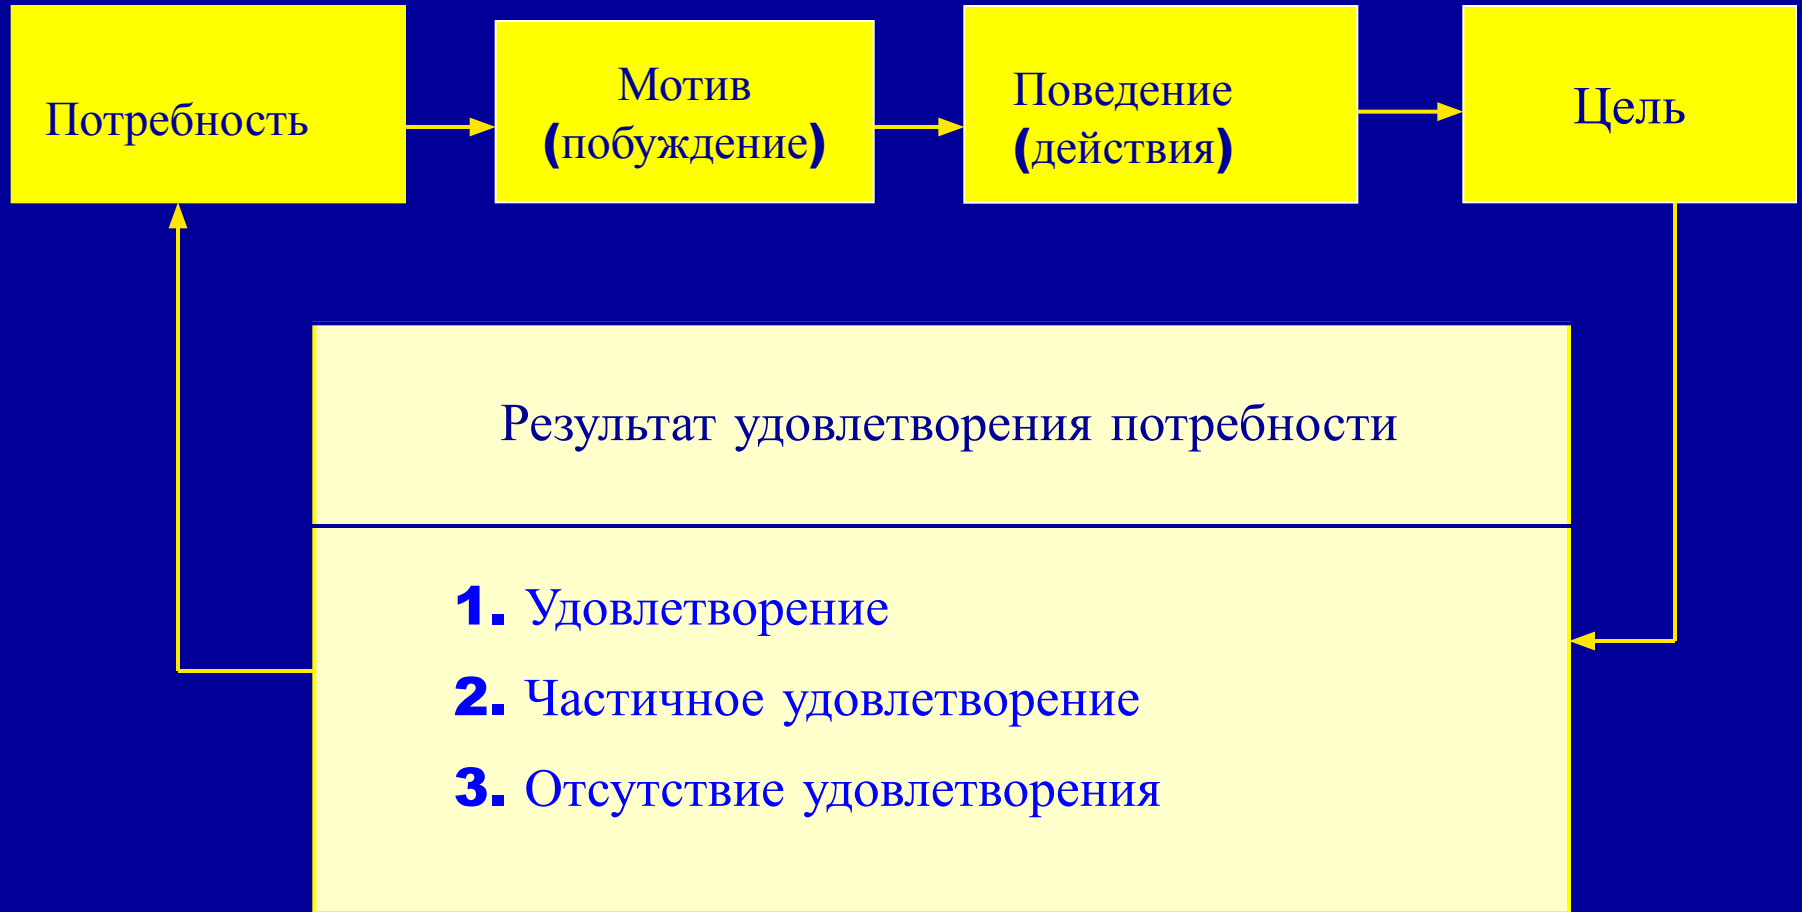 Потребность
Мотив
(побуждение)
Поведение
(действия)
Цель
Результат удовлетворения потребности
1. Удовлетворение
2. Частичное удовлетворение
3. Отсутствие удовлетворения